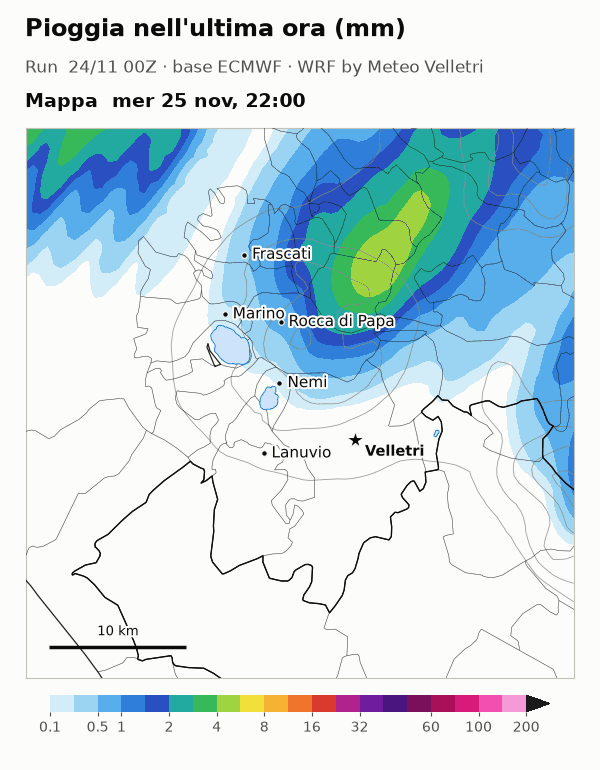 Pioggia nell'ultima ora (mm)
Run  24/11 00Z · base ECMWF · WRF by Meteo Velletri
Mappa  mer 25 nov, 22:00
Frascati
Marino
Rocca di Papa
Nemi
Velletri
Lanuvio
10 km
0.1 0.5 1 2 4 8 16 32 60 100 200